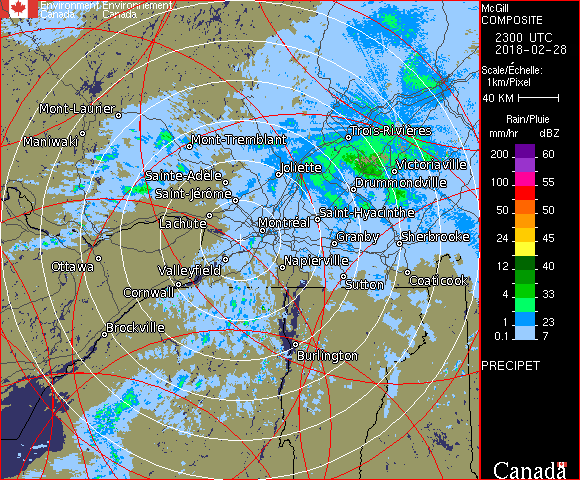 Environment Environnement
Canada Canada
McGill
COMPOSITE
2300 UTC
2018-02-28
Scale/Échelle:
1km/Pixel
40 KM
Rain/Pluie
mm/hr dBZ
200 60
150 57
100 55
50 50
24 45
12 40
4 33
1 23
0.1 7
PRECIPET
Canada
Mont-Laurier
Maniwaki
Mont-Tremblant
Trois-Rivières
Joliette
Victoriaville
Sainte-Adèle
Drummondville
Saint-Jérôme
Saint-Hyacinthe
Lachute
Montréal
Granby
Sherbrooke
Ottawa
Valleyfield
Napierville
Cornwall
Sutton
Coaticook
Brockville
Burlington